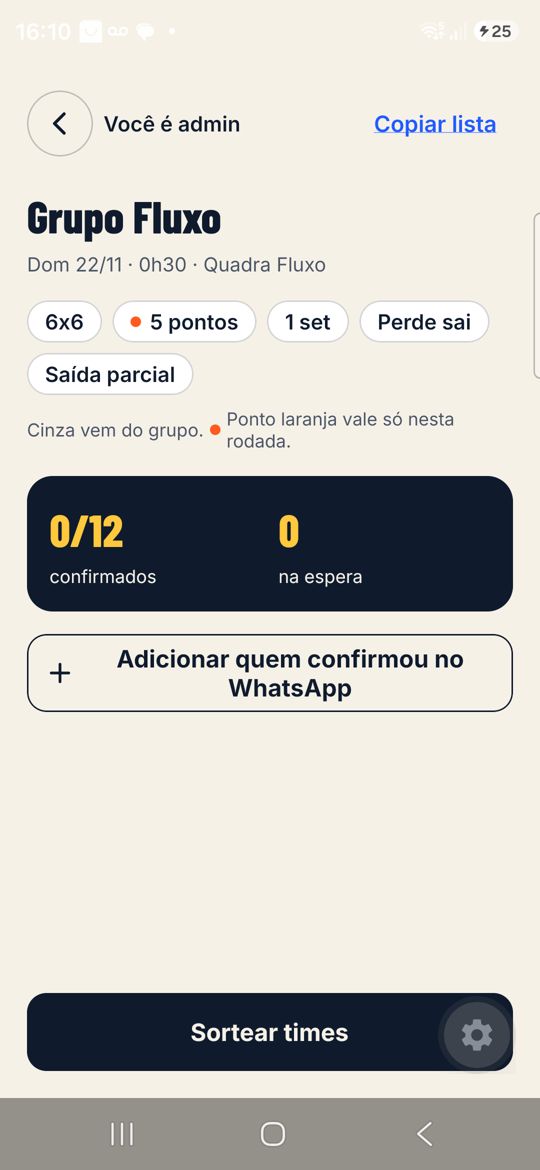 16:10
25
Você é admin
Copiar lista
Grupo Fluxo
Dom 22/11 · 0h30 · Quadra Fluxo
6x6
5 pontos
1 set
Perde sai
Saída parcial
Cinza vem do grupo.
Ponto laranja vale só nesta
rodada.
0/12
confirmados
0
na espera
Adicionar quem confirmou no
WhatsApp
Sortear times